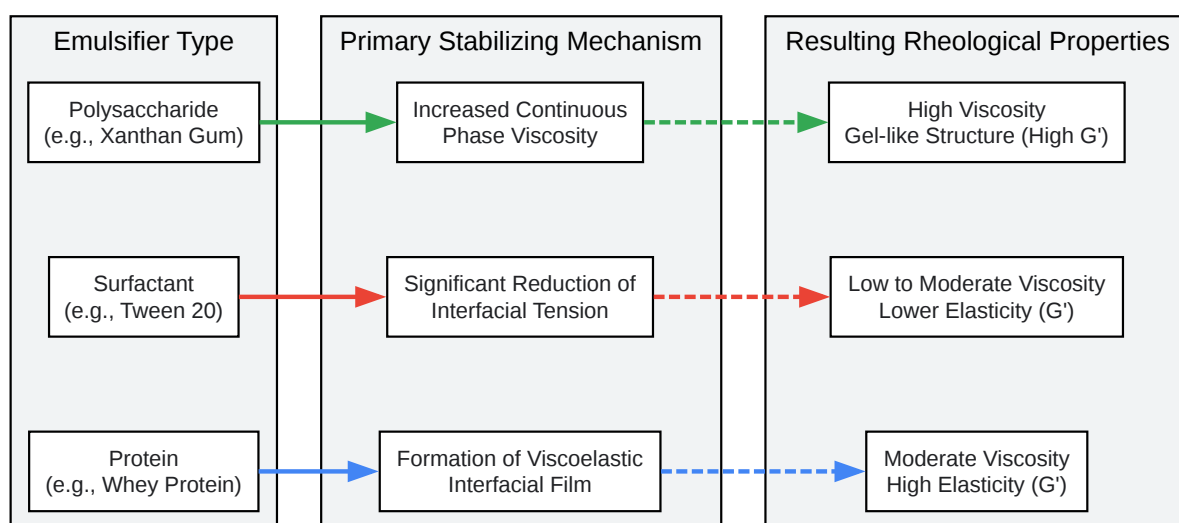 Emulsifier Type
Polysaccharide
(e.g., Xanthan Gum)
Surfactant
(e.g., Tween 20)
Protein
(e.g., Whey Protein)
Primary Stabilizing Mechanism
Increased Continuous
Phase Viscosity
Significant Reduction of
Interfacial Tension
Formation of Viscoelastic
Interfacial Film
Resulting Rheological Properties
High Viscosity
Gel-like Structure (High G')
Low to Moderate Viscosity
Lower Elasticity (G')
Moderate Viscosity
High Elasticity (G')